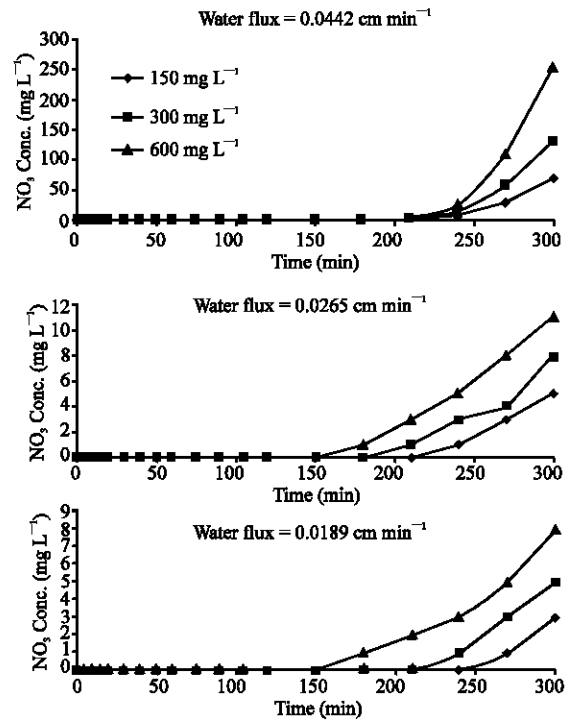 Water flux = 0.0442 cm min⁻¹
300
250
200
150
100
50
0
NO₃ Conc. (mg L⁻¹)
150 mg L⁻¹
300 mg L⁻¹
600 mg L⁻¹
0 50 100 150 200 250 300
Time (min)
Water flux = 0.0265 cm min⁻¹
12
10
8
6
4
2
0
NO₃ Conc. (mg L⁻¹)
0 50 100 150 200 250 300
Time (min)
Water flux = 0.0189 cm min⁻¹
9
8
7
6
5
4
3
2
1
0
NO₃ Conc. (mg L⁻¹)
0 50 100 150 200 250 300
Time (min)